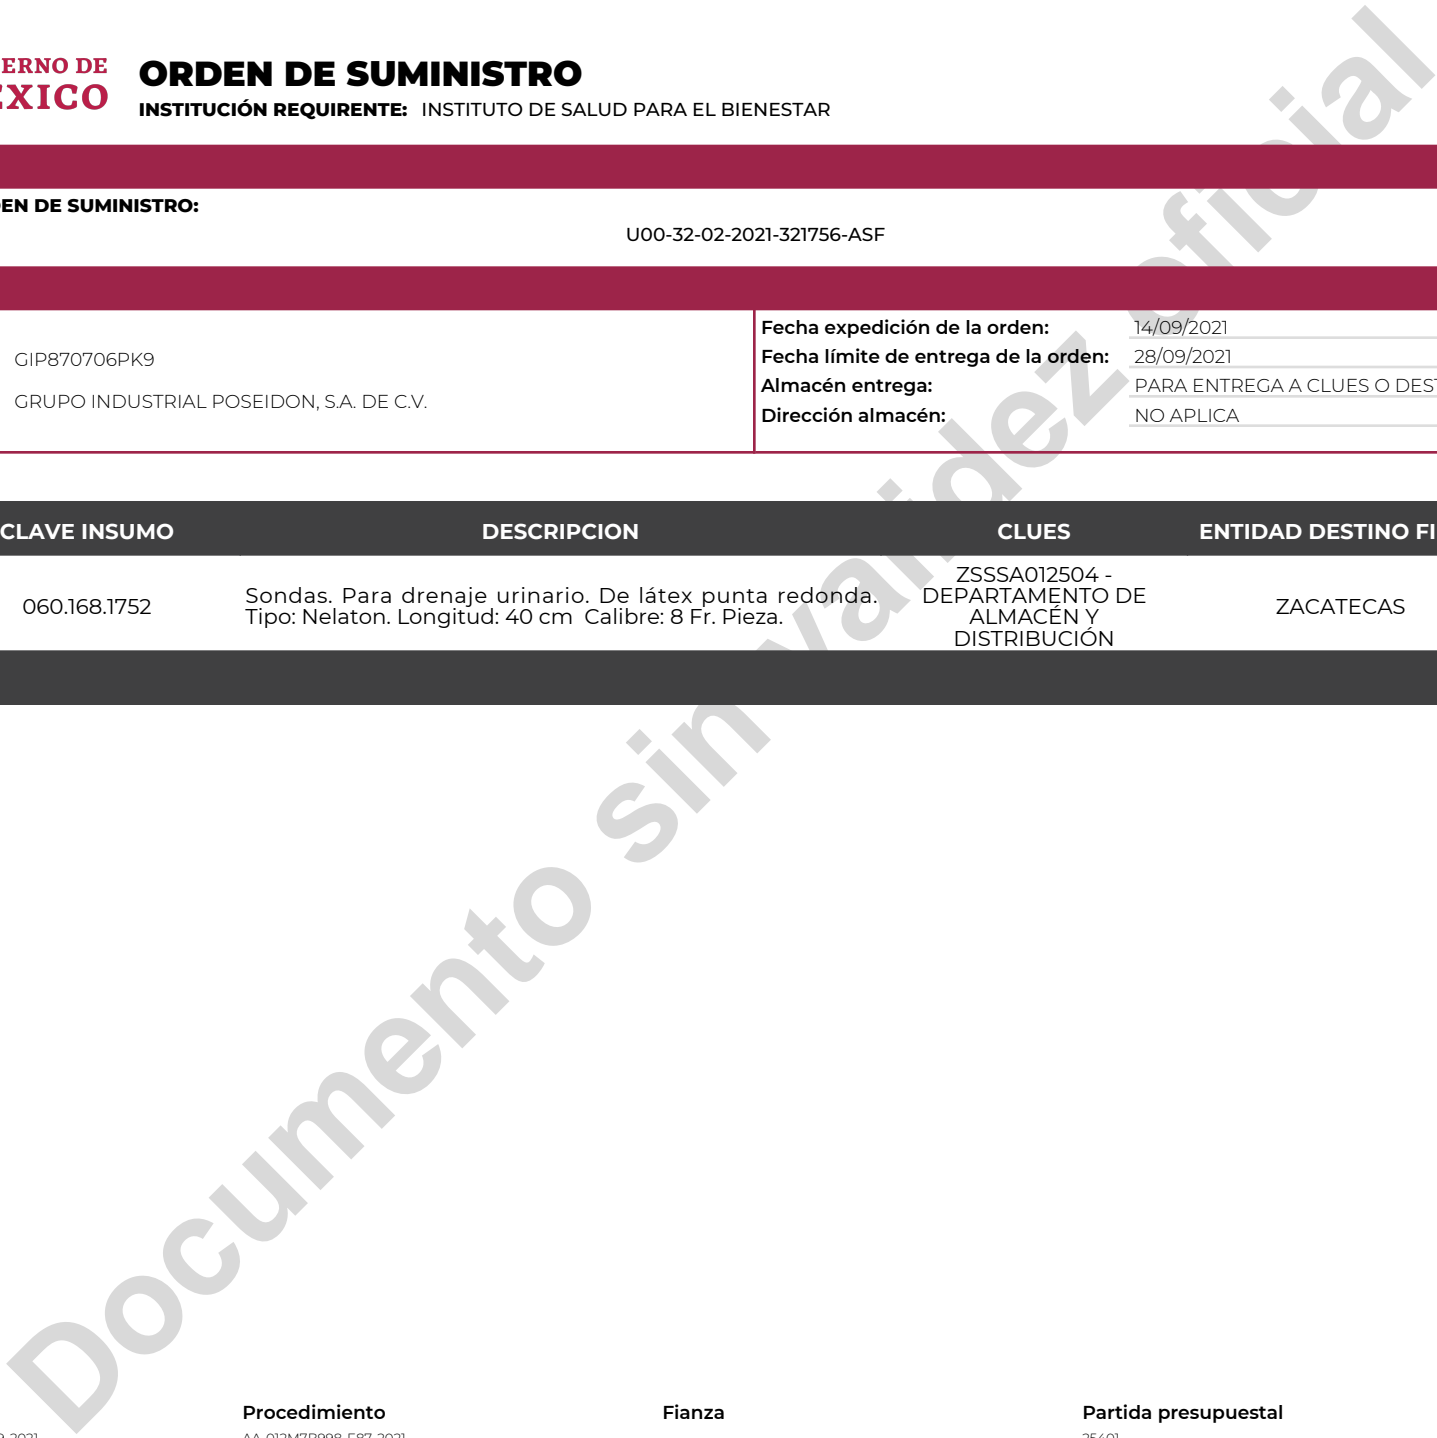 ERNO DE
EXICO
ORDEN DE SUMINISTRO
INSTITUCIÓN REQUIRENTE: INSTITUTO DE SALUD PARA EL BIENESTAR
EN DE SUMINISTRO:
U00-32-02-2021-321756-ASF
GIP870706PK9
GRUPO INDUSTRIAL POSEIDON, S.A. DE C.V.
Fecha expedición de la orden: 14/09/2021
Fecha límite de entrega de la orden: 28/09/2021
Almacén entrega: PARA ENTREGA A CLUES O DEST
Dirección almacén: NO APLICA
CLAVE INSUMO DESCRIPCION CLUES ENTIDAD DESTINO FI
060.168.1752
Sondas. Para drenaje urinario. De látex punta redonda.
Tipo: Nelaton. Longitud: 40 cm Calibre: 8 Fr. Pieza.
ZSSSA012504 -
DEPARTAMENTO DE
ALMACÉN Y
DISTRIBUCIÓN
ZACATECAS
Documento sin validez oficial
Procedimiento Fianza Partida presupuestal